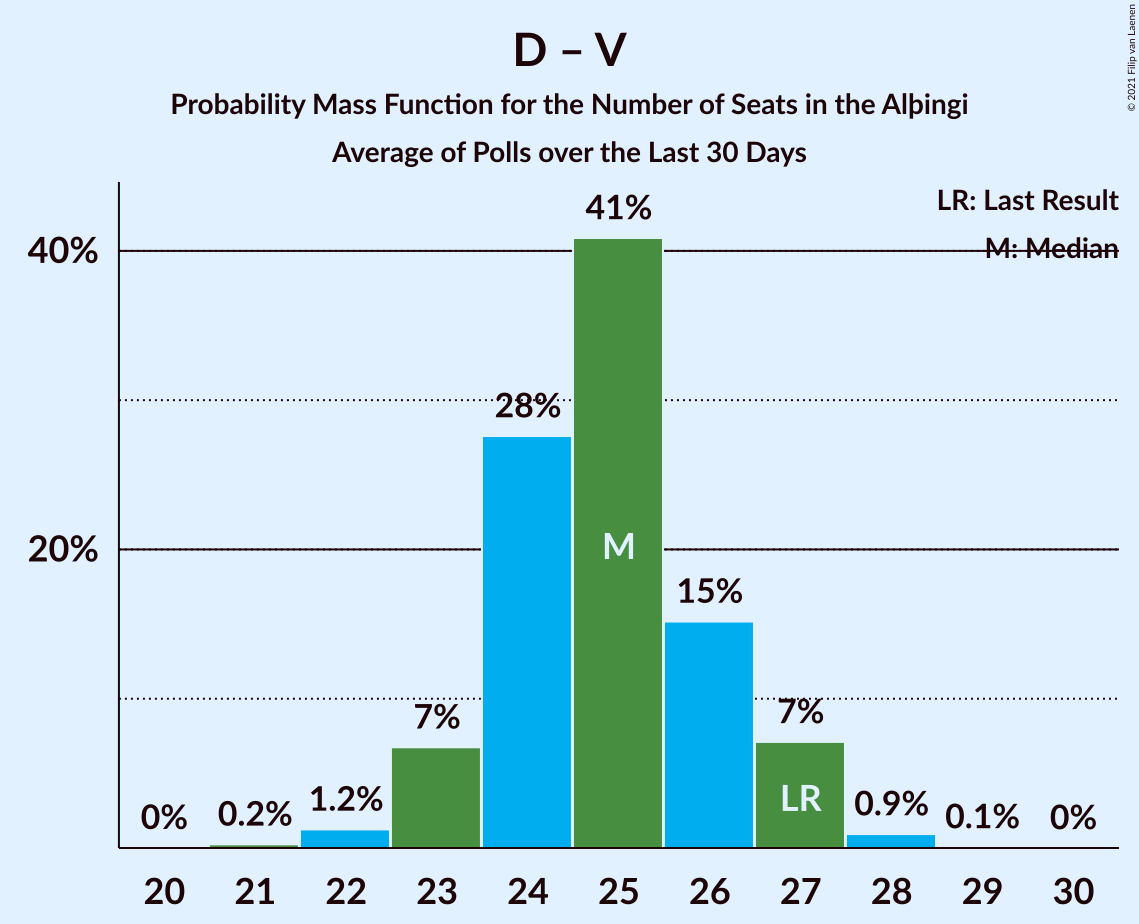 D – V
Probability Mass Function for the Number of Seats in the Alþingi
Average of Polls over the Last 30 Days
© 2021 Filip van Laenen
LR: Last Result
M: Median
40%
20%
0%
0.2%
1.2%
7%
28%
41%
15%
7%
0.9%
0.1%
0%
M
LR
20 21 22 23 24 25 26 27 28 29 30